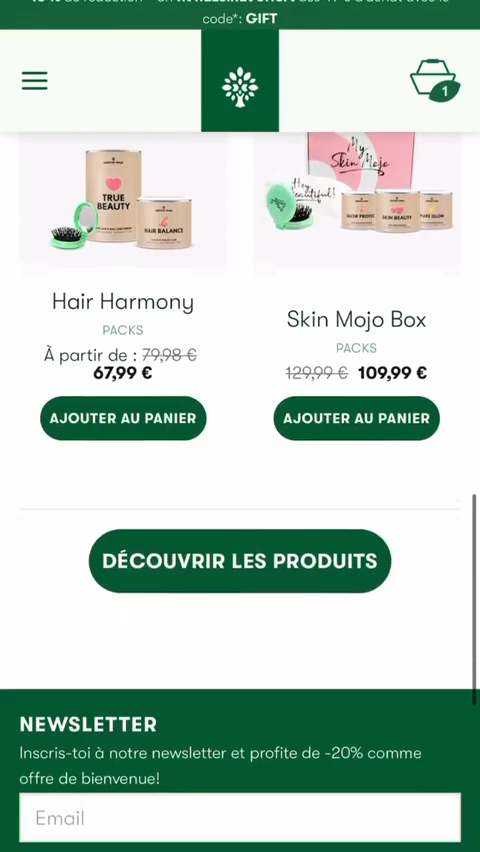 code*: GIFT
1
TRUE
BEAUTY
HAIR BALANCE
My
Skin Mojo
Hey
Beautiful!
GLOW
SKIN BEAUTY
PURE GLOW
Hair Harmony
PACKS
À partir de : 79,98 €
67,99 €
AJOUTER AU PANIER
Skin Mojo Box
PACKS
129,99 € 109,99 €
AJOUTER AU PANIER
DÉCOUVRIR LES PRODUITS
NEWSLETTER
Inscris-toi à notre newsletter et profite de -20% comme
offre de bienvenue!
Email